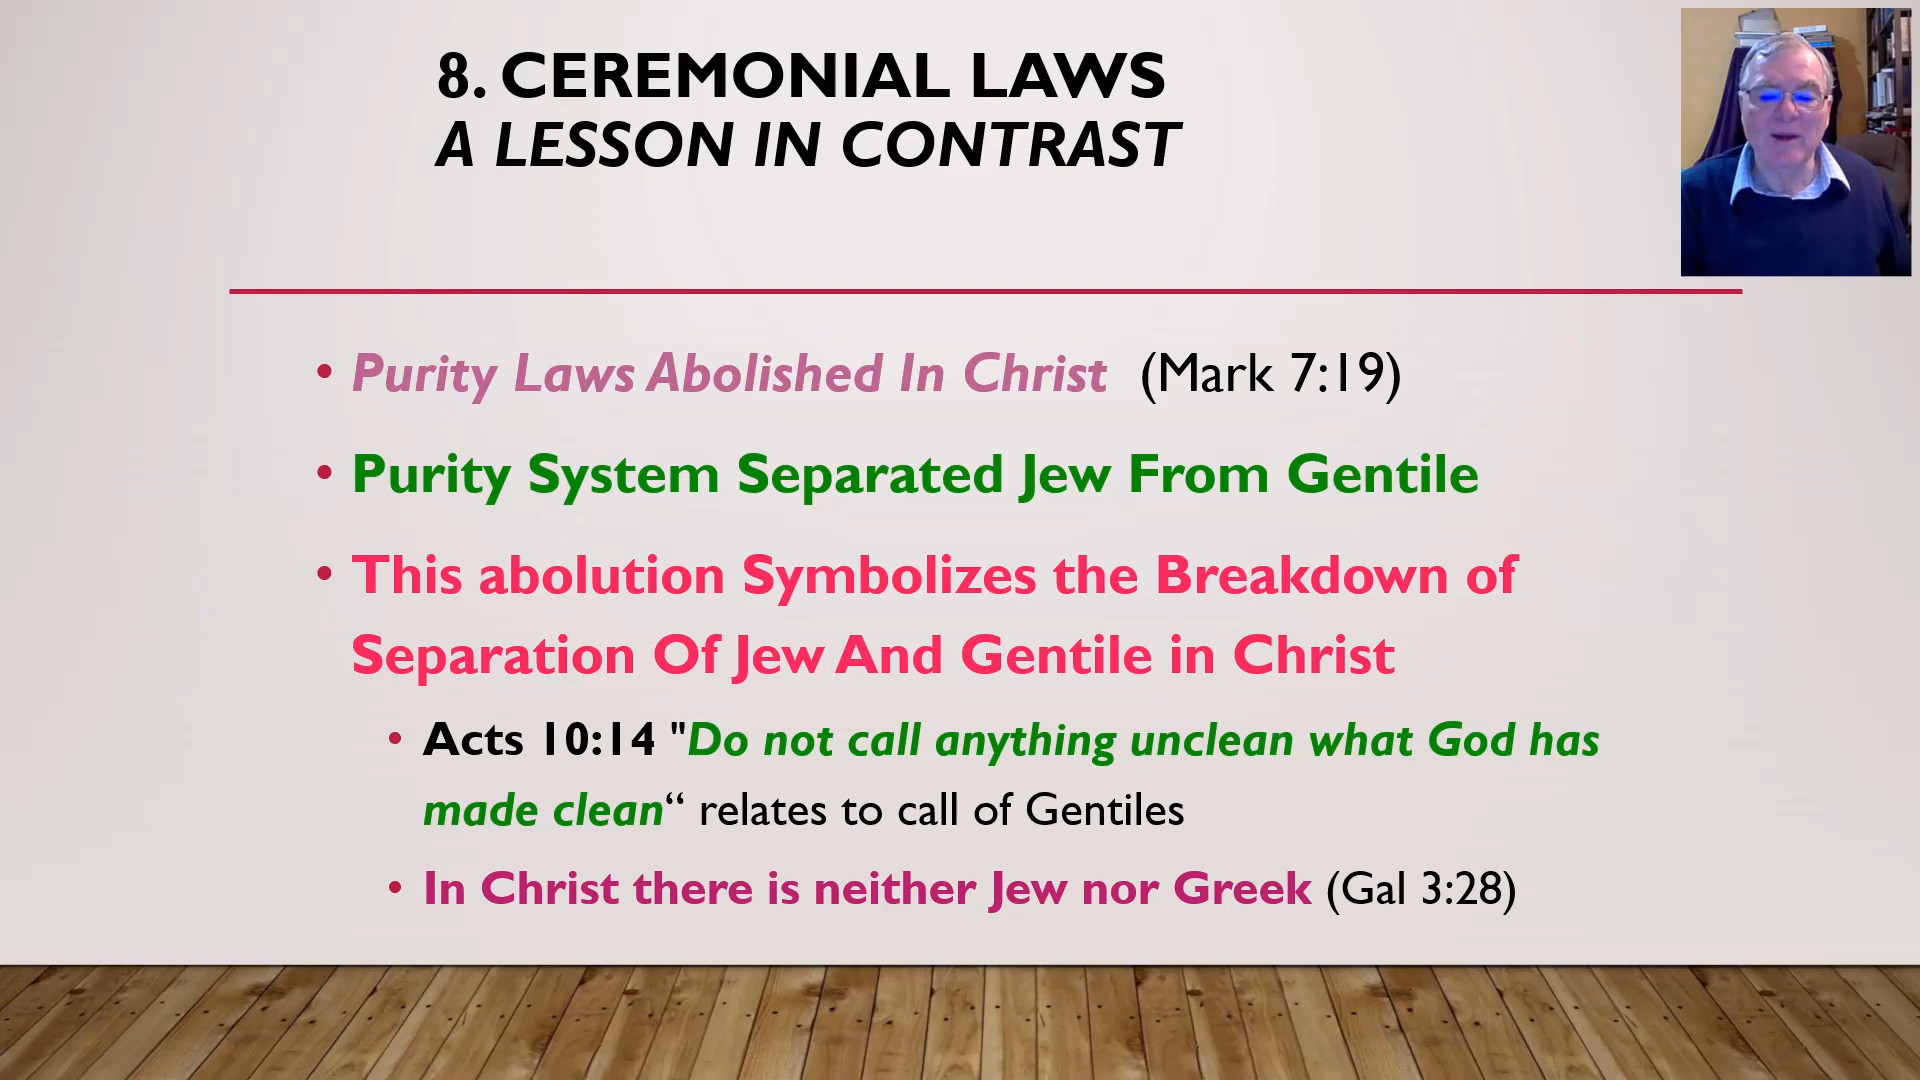 8. CEREMONIAL LAWS
A LESSON IN CONTRAST
• Purity Laws Abolished In Christ (Mark 7:19)
• Purity System Separated Jew From Gentile
• This abolution Symbolizes the Breakdown of
Separation Of Jew And Gentile in Christ
• Acts 10:14 "Do not call anything unclean what God has
made clean“ relates to call of Gentiles
• In Christ there is neither Jew nor Greek (Gal 3:28)